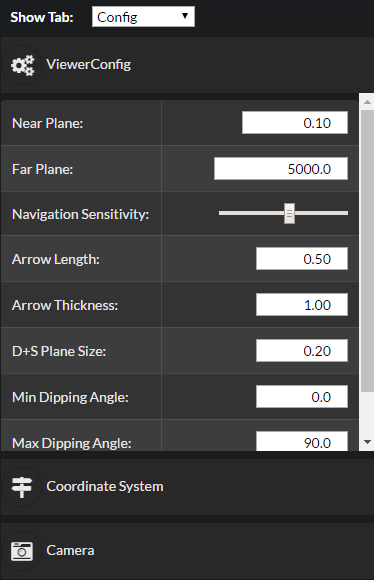 Show Tab: Config
ViewerConfig
Near Plane: 0.10
Far Plane: 5000.0
Navigation Sensitivity:
Arrow Length: 0.50
Arrow Thickness: 1.00
D+S Plane Size: 0.20
Min Dipping Angle: 0.0
Max Dipping Angle: 90.0
Coordinate System
Camera